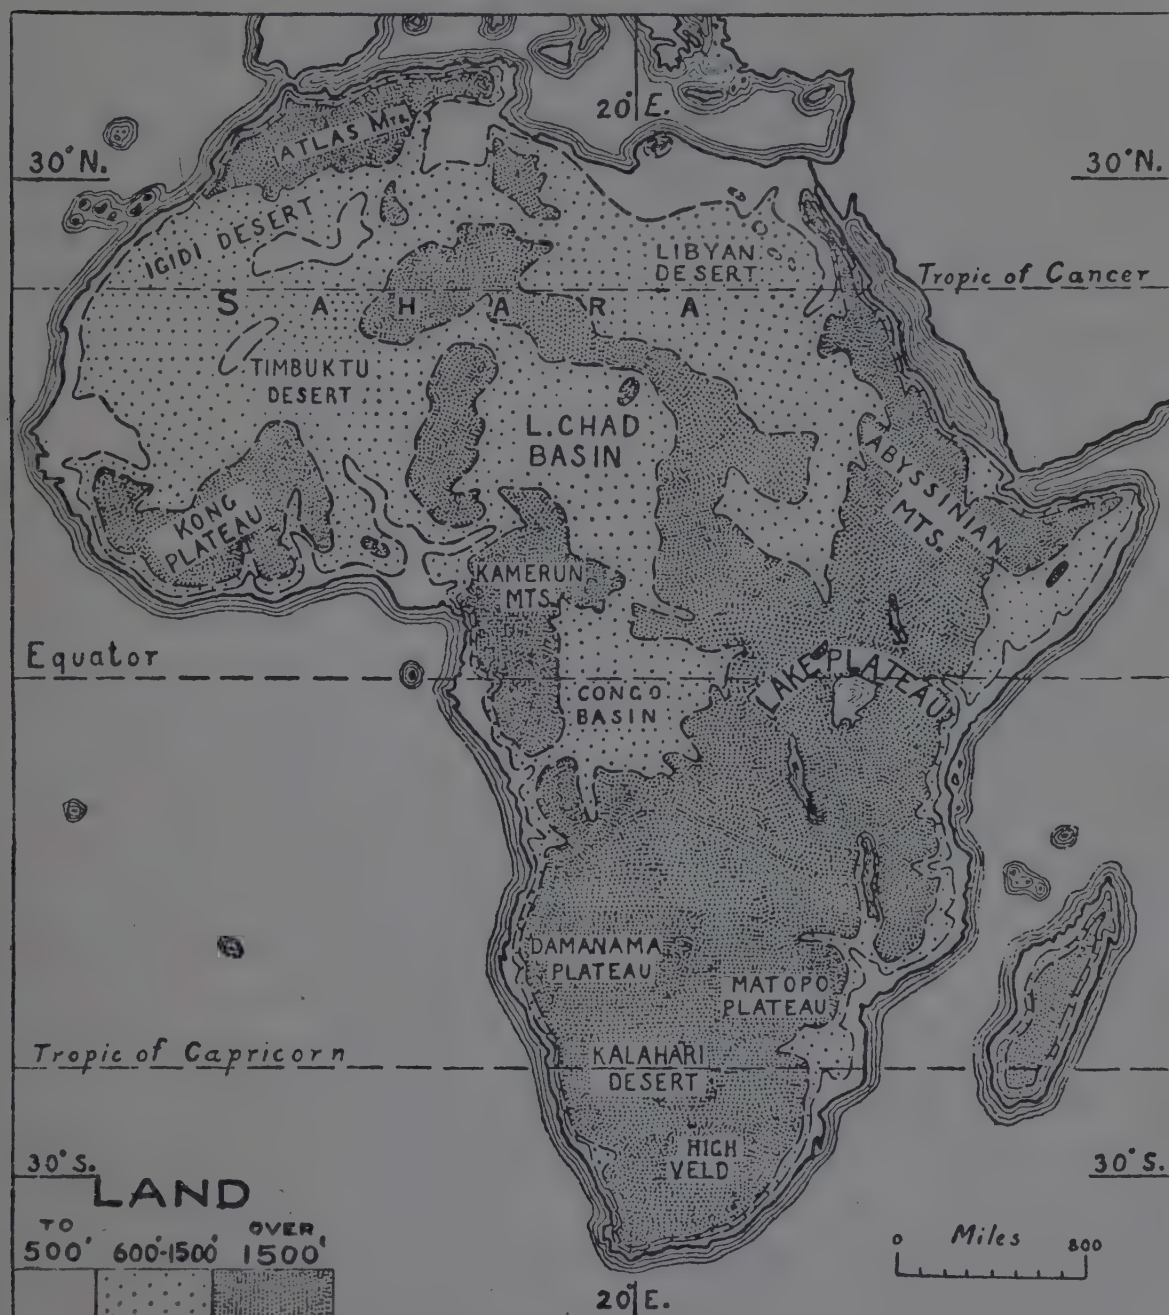 20° E.
ATLAS Mts.
30° N.
30° N.
IGIDI DESERT
LIBYAN
DESERT
Tropic of Cancer
S A H A R A
TIMBUKTU
DESERT
L. CHAD
BASIN
ABYSSINIAN
MTS.
KONG
PLATEAU
KAMERUN
MTS.
Equator
LAKE PLATEAU
CONGO
BASIN
DAMANAMA
PLATEAU
MATOPO
PLATEAU
Tropic of Capricorn
KALAHARI
DESERT
HIGH
VELD
30° S.
30° S.
LAND
TO
500'
600'-1500'
OVER
1500'
0 Miles 800
20° E.